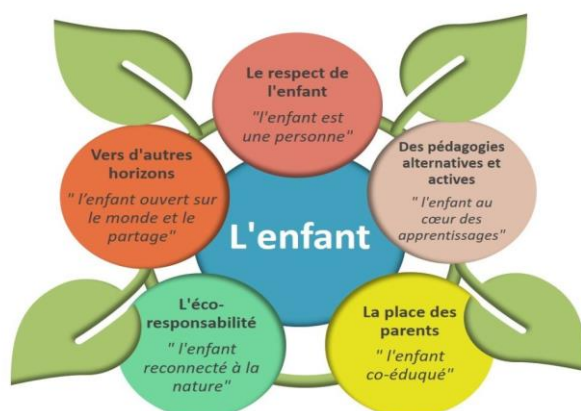 Le respect de
l'enfant
"l'enfant est
une personne"
Vers d'autres
horizons
" l'enfant ouvert sur
le monde et le
partage"
Des pédagogies
alternatives et
actives
" l'enfant au
cœur des
apprentissages"
L'enfant
L'éco-
responsabilité
" l'enfant
reconnecté à la
nature"
La place des
parents
" l'enfant
co-éduqué"